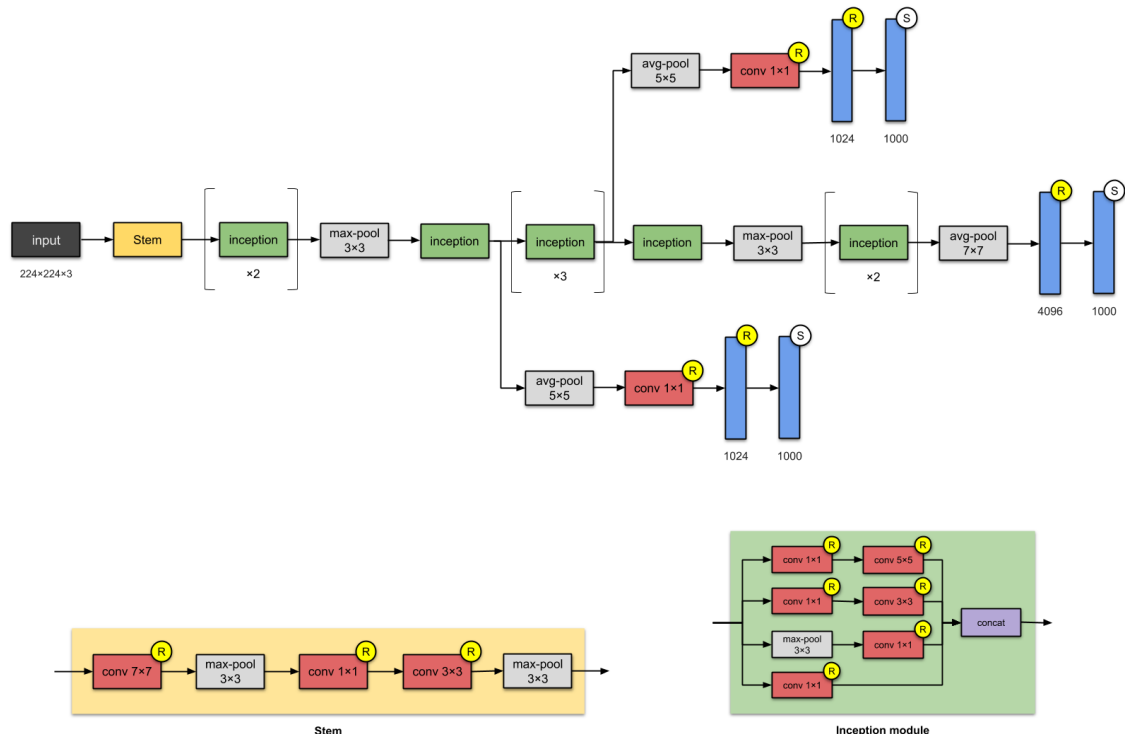 R
S
avg-pool
5×5
conv 1×1
1024
1000
R
S
input
Stem
inception
max-pool
3×3
inception
inception
inception
max-pool
3×3
inception
avg-pool
7×7
224×224×3
×2
×3
×2
4096
1000
R
S
R
avg-pool
5×5
conv 1×1
1024
1000
R
R
conv 1×1
conv 5×5
R
R
conv 1×1
conv 3×3
concat
R
max-pool
3×3
conv 1×1
R
conv 1×1
R
R
R
conv 7×7
max-pool
3×3
conv 1×1
conv 3×3
max-pool
3×3
Stem
Inception module
R